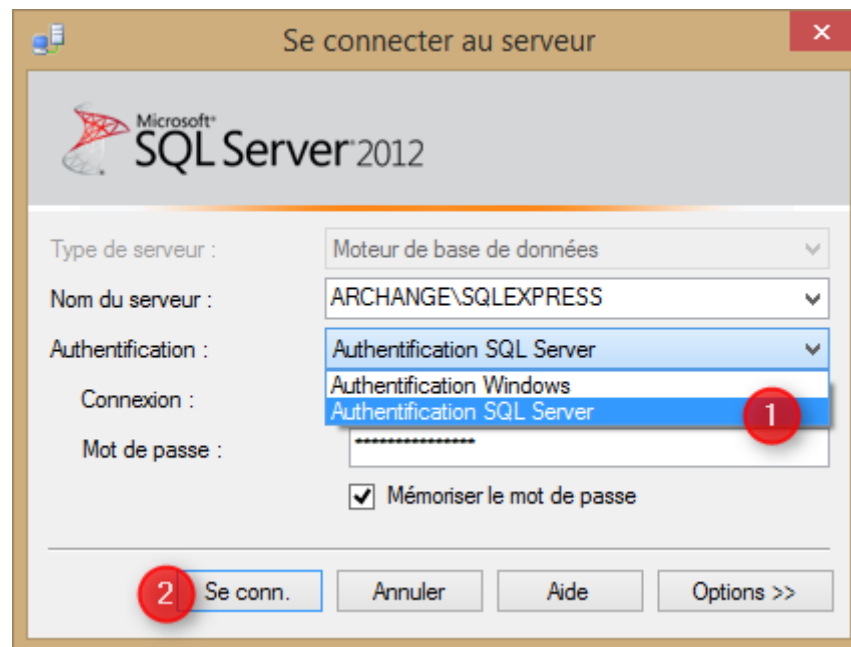 Se connecter au serveur
Microsoft®
SQL Server® 2012
Type de serveur : Moteur de base de données
Nom du serveur : ARCHANGE\SQLEXPRESS
Authentification : Authentification SQL Server
Authentification Windows
Connexion : Authentification SQL Server 1
Mot de passe : ***************
Mémoriser le mot de passe
2 Se conn. Annuler Aide Options >>